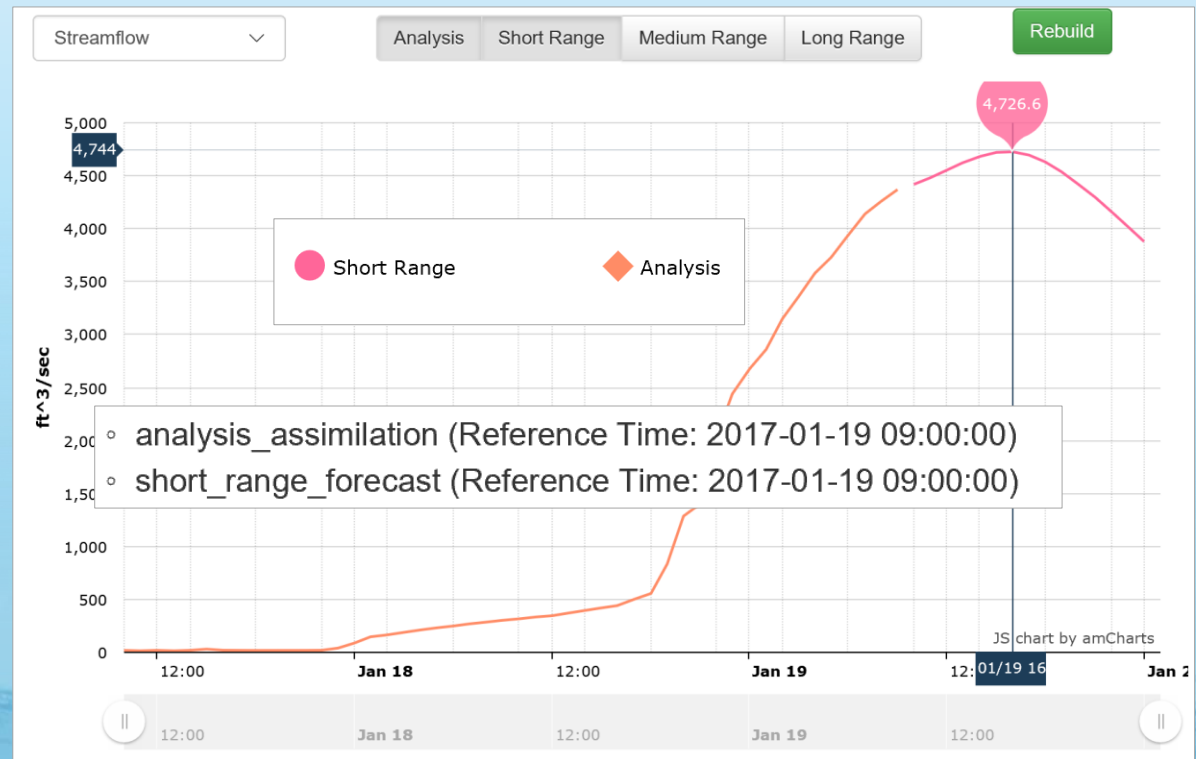 Streamflow
Analysis Short Range Medium Range Long Range
Rebuild
4,726.6
5,000
4,744
4,500
4,000
3,500
3,000
2,500
1,000
500
0
ft^3/sec
Short Range Analysis
◦ analysis_assimilation (Reference Time: 2017-01-19 09:00:00)
◦ short_range_forecast (Reference Time: 2017-01-19 09:00:00)
JS chart by amCharts
12:00 Jan 18 12:00 Jan 19 12: 01/19 16 Jan
12:00 Jan 18 12:00 Jan 19 12:00